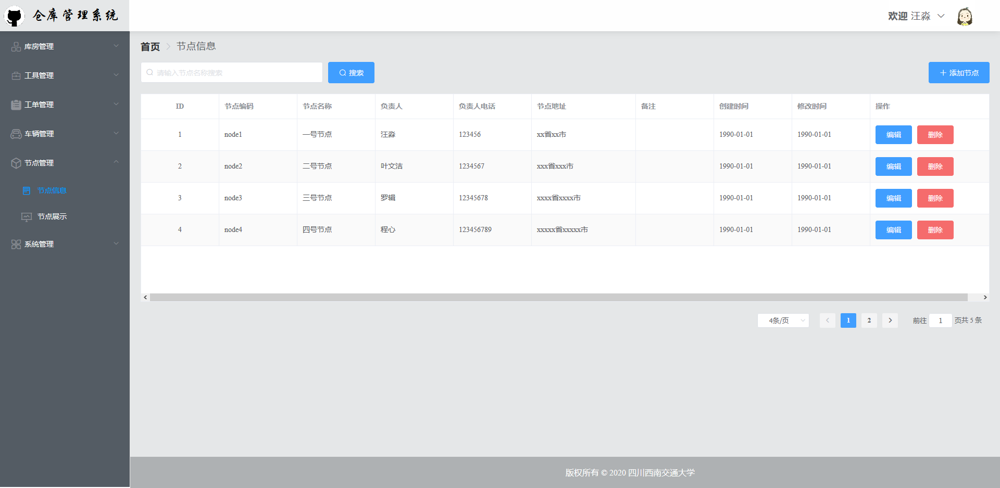 仓库管理系统
欢迎 汪淼
库房管理
工具管理
工单管理
车辆管理
节点管理
节点信息
节点展示
系统管理
首页 > 节点信息
请输入节点名称搜索 搜索 + 添加节点
ID 节点编码 节点名称 负责人 负责人电话 节点地址 备注 创建时间 修改时间 操作
1 node1 一号节点 汪淼 123456 xx省xx市 1990-01-01 1990-01-01 编辑 删除
2 node2 二号节点 叶文洁 1234567 xxx省xxx市 1990-01-01 1990-01-01 编辑 删除
3 node3 三号节点 罗辑 12345678 xxxx省xxxx市 1990-01-01 1990-01-01 编辑 删除
4 node4 四号节点 程心 123456789 xxxxx省xxxxx市 1990-01-01 1990-01-01 编辑 删除
4条/页 < 1 2 > 前往 1 页共 5 条
版权所有 © 2020 四川西南交通大学